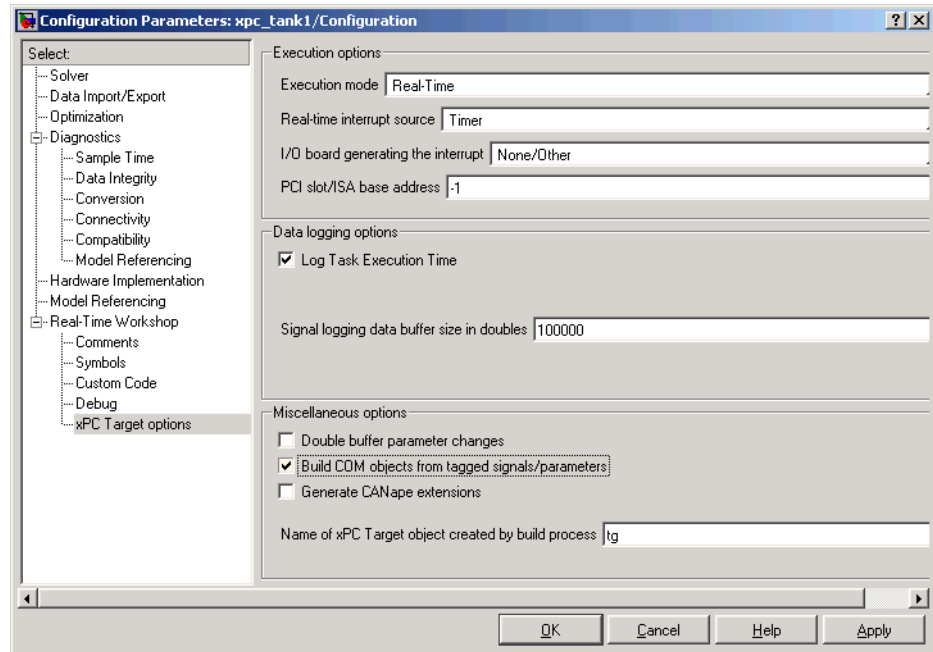 Configuration Parameters: xpc_tank1/Configuration
Select:
Solver
Data Import/Export
Optimization
Diagnostics
Sample Time
Data Integrity
Conversion
Connectivity
Compatibility
Model Referencing
Hardware Implementation
Model Referencing
Real-Time Workshop
Comments
Symbols
Custom Code
Debug
xPC Target options
Execution options
Execution mode Real-Time
Real-time interrupt source Timer
I/O board generating the interrupt None/Other
PCI slot/ISA base address -1
Data logging options
Log Task Execution Time
Signal logging data buffer size in doubles 100000
Miscellaneous options
Double buffer parameter changes
Build COM objects from tagged signals/parameters
Generate CANape extensions
Name of xPC Target object created by build process tg
OK Cancel Help Apply